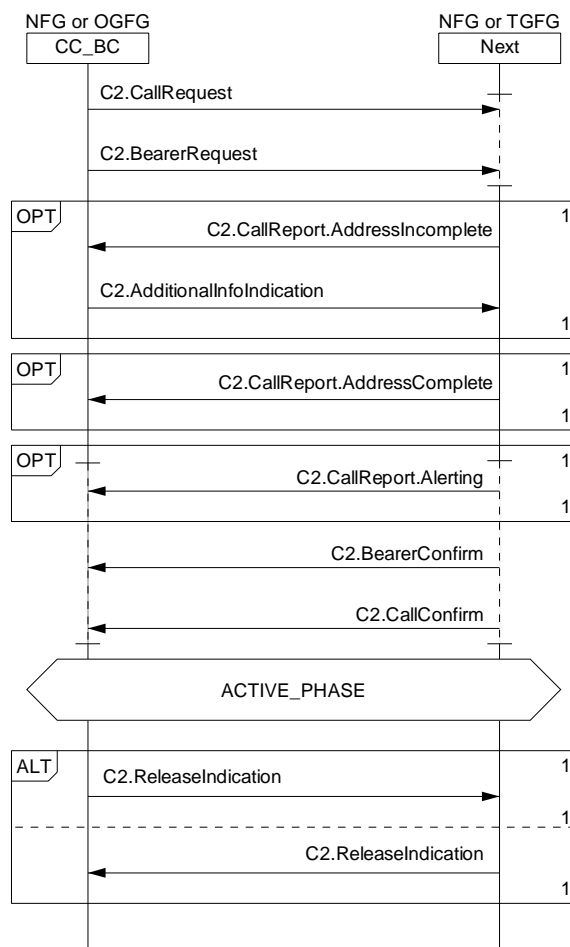 NFG or OGFG
NFG or TGFG
CC_BC
Next
C2.CallRequest
C2.BearerRequest
OPT
1
C2.CallReport.AddressIncomplete
C2.AdditionalInfoIndication
1
OPT
1
C2.CallReport.AddressComplete
1
OPT
1
C2.CallReport.Alerting
1
C2.BearerConfirm
C2.CallConfirm
ACTIVE_PHASE
ALT
1
C2.ReleaseIndication
1
C2.ReleaseIndication
1